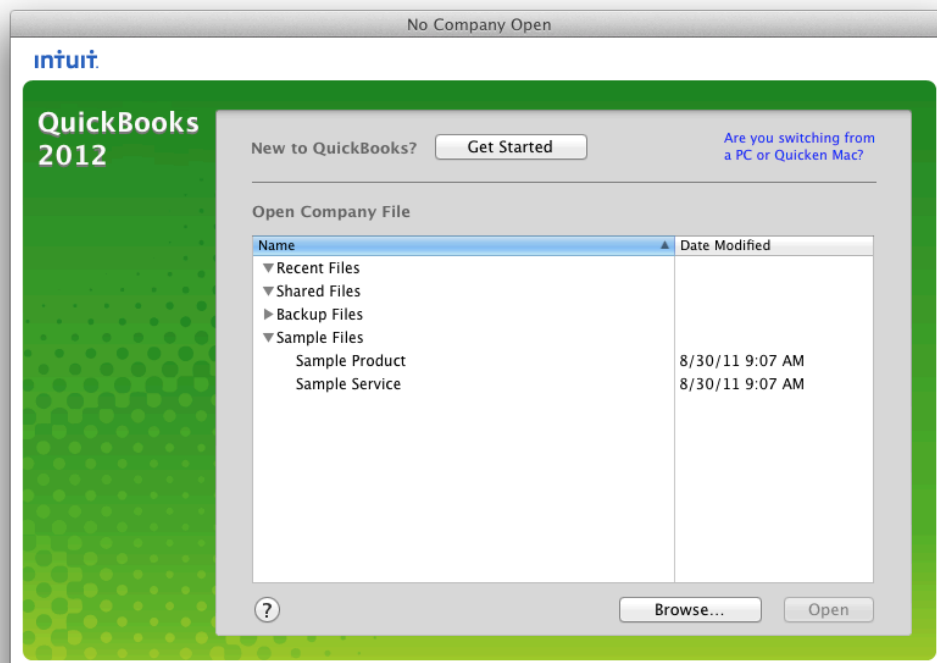 No Company Open
intuit.
QuickBooks
2012
New to QuickBooks?
Get Started
Are you switching from
a PC or Quicken Mac?
Open Company File
Name
Date Modified
Recent Files
Shared Files
Backup Files
Sample Files
Sample Product 8/30/11 9:07 AM
Sample Service 8/30/11 9:07 AM
?
Browse...
Open